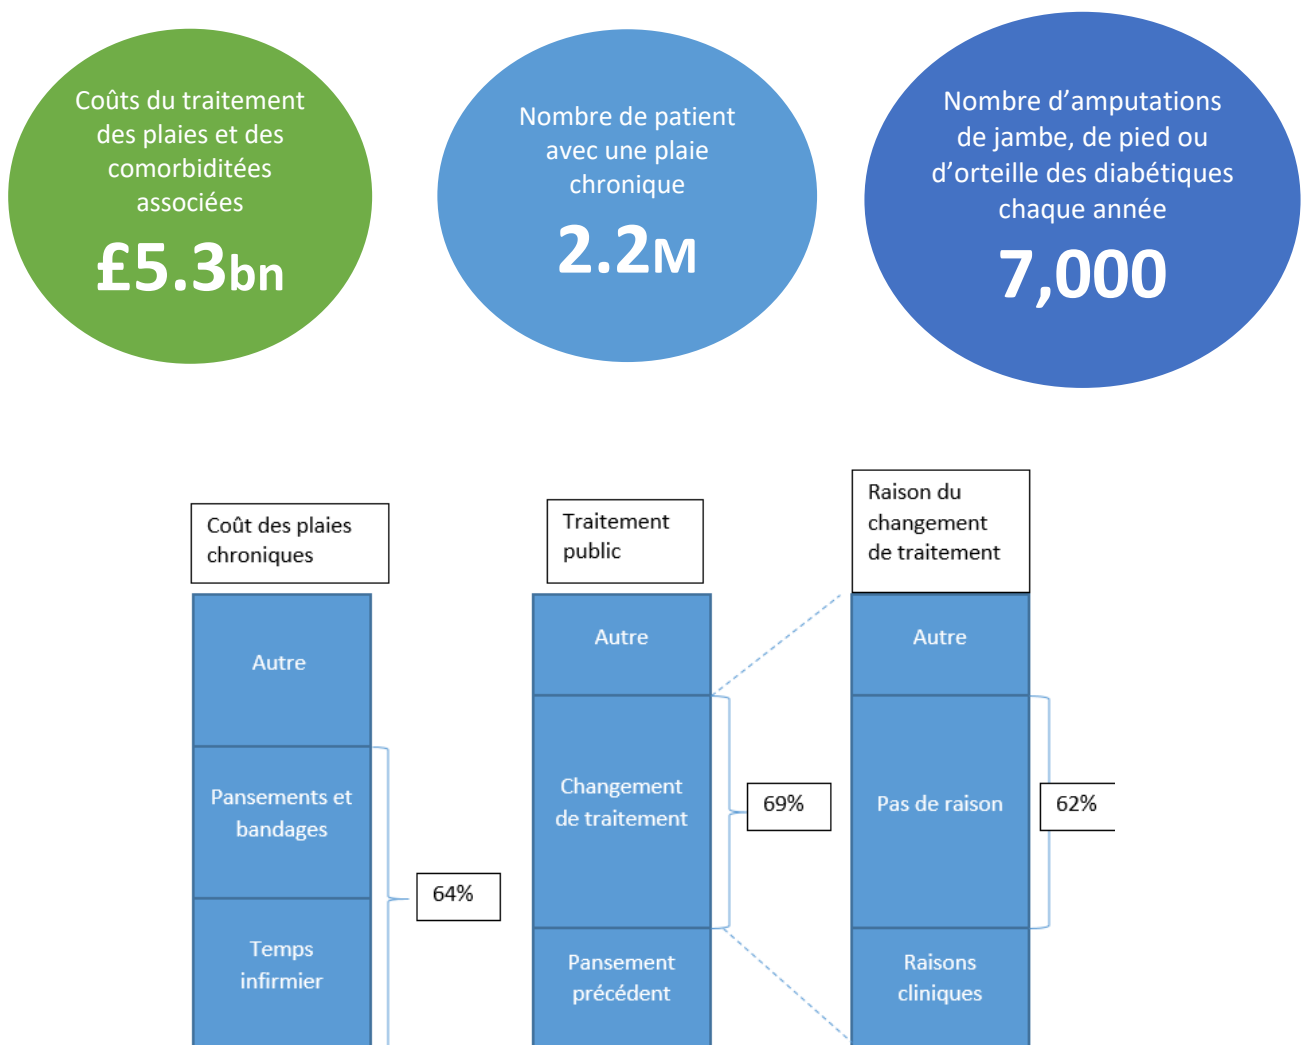 Coûts du traitement
des plaies et des
comorbiditées
associées
£5.3bn
Nombre de patient
avec une plaie
chronique
2.2M
Nombre d’amputations
de jambe, de pied ou
d’orteille des diabétiques
chaque année
7,000
Coût des plaies
chroniques
Autre
Pansements et
bandages
Temps
infirmier
64%
Traitement
public
Autre
Changement
de traitement
Pansement
précédent
69%
Raison du
changement
de traitement
Autre
Pas de raison
Raisons
cliniques
62%